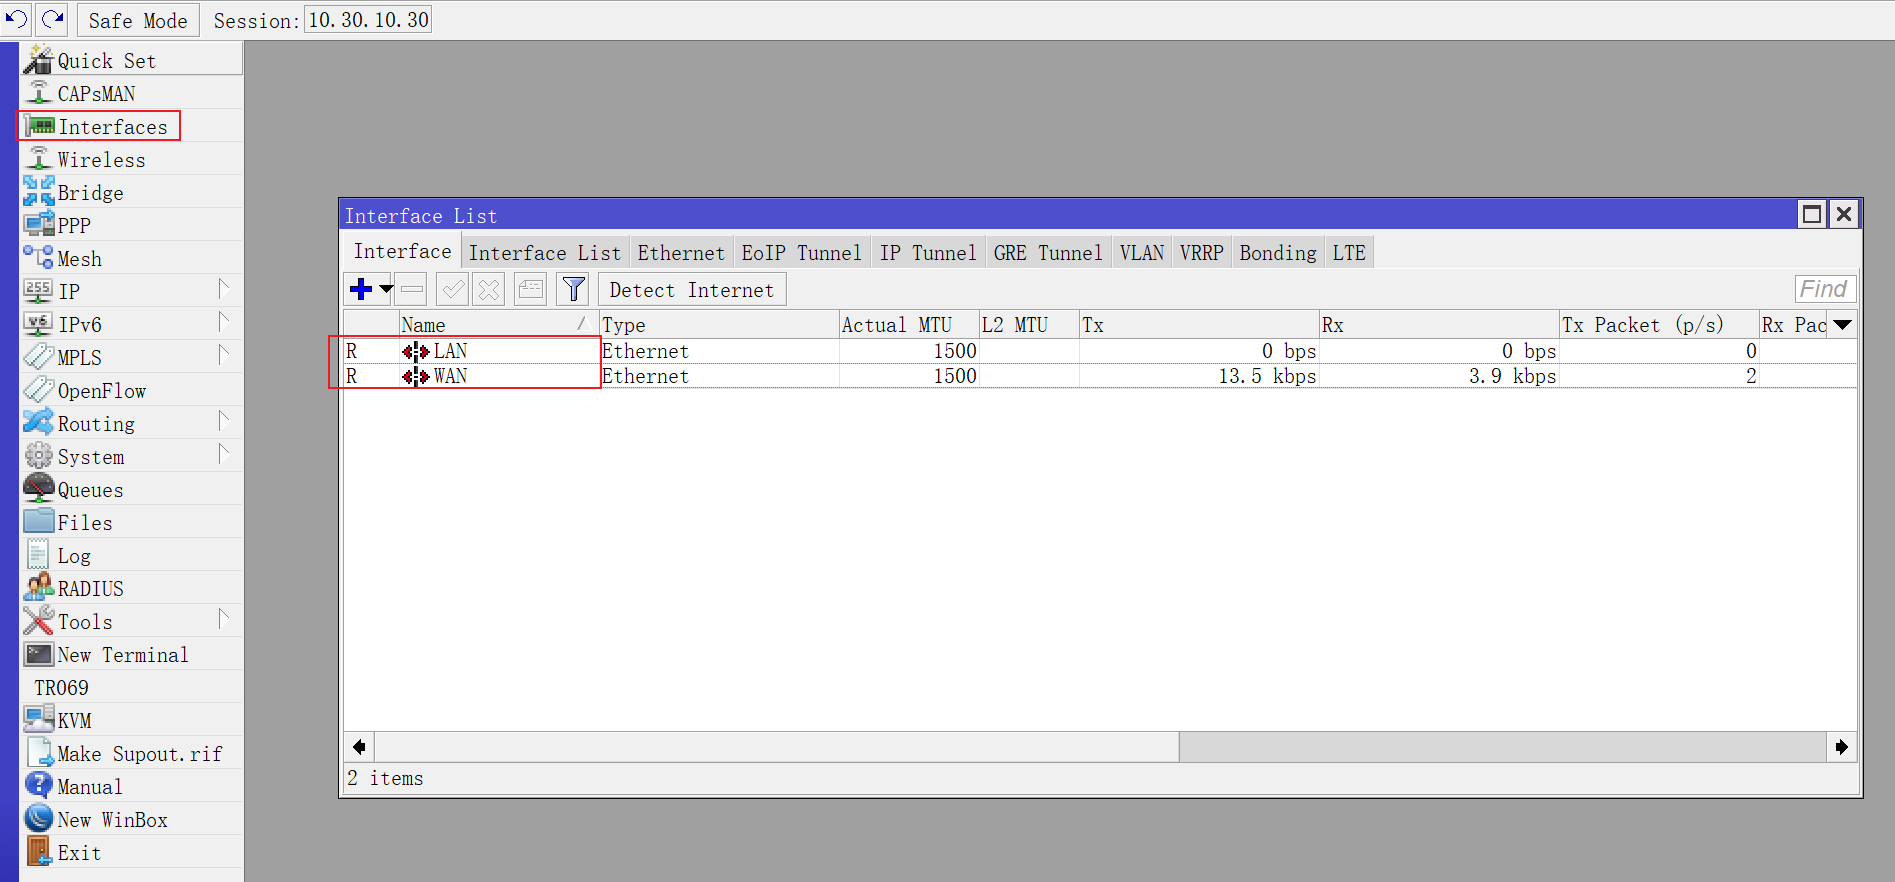 Safe Mode Session: 10.30.10.30
Quick Set
CAPsMAN
Interfaces
Wireless
Bridge
PPP
Mesh
255 IP
v6 IPv6
MPLS
OpenFlow
Routing
System
Queues
Files
Log
RADIUS
Tools
New Terminal
TR069
KVM
Make Supout.rif
Manual
New WinBox
Exit
Interface List
Interface Interface List Ethernet EoIP Tunnel IP Tunnel GRE Tunnel VLAN VRRP Bonding LTE
Detect Internet Find
Name Type Actual MTU L2 MTU Tx Rx Tx Packet (p/s) Rx Pac
R LAN Ethernet 1500 0 bps 0 bps 0
R WAN Ethernet 1500 13.5 kbps 3.9 kbps 2
2 items